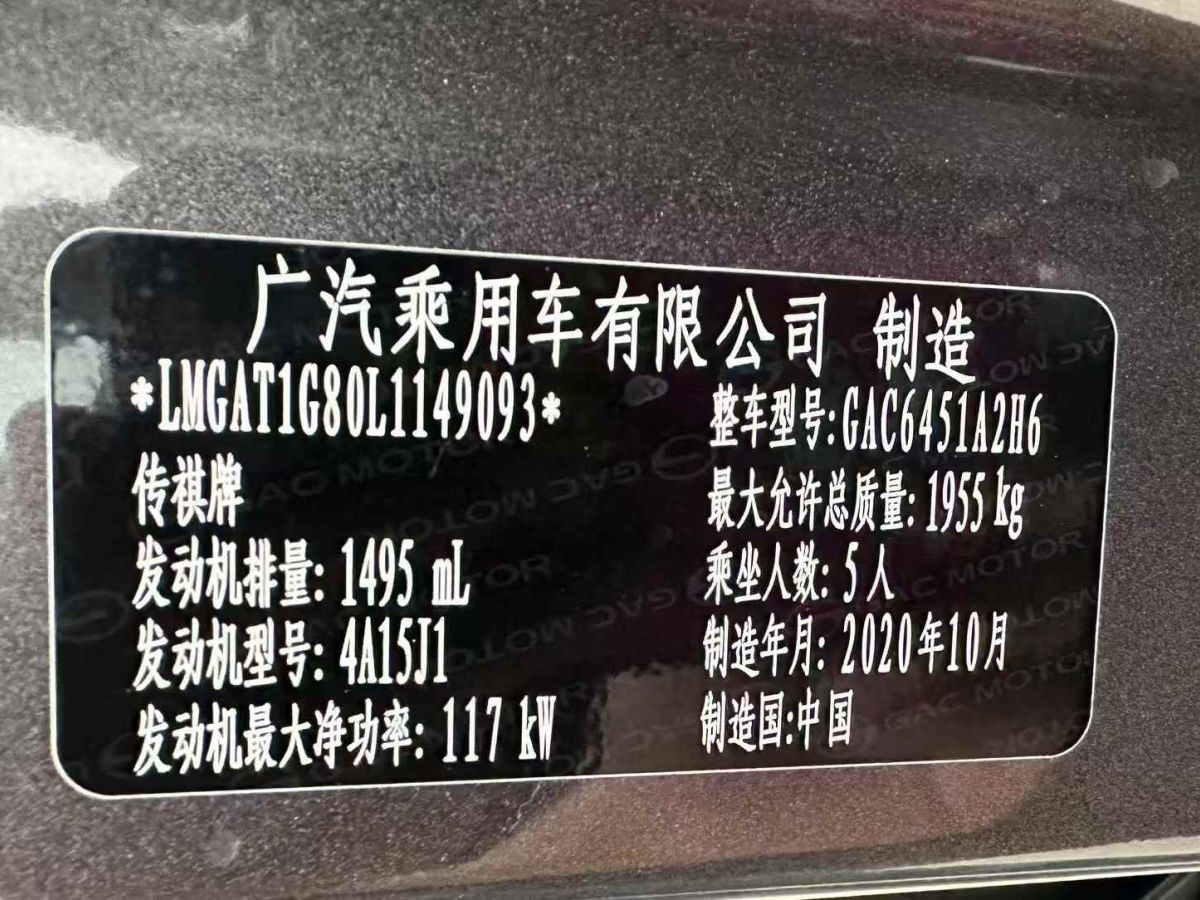 广汽乘用车有限公司 制造
*LMGAT1G80L1149093*
传祺牌
发动机排量: 1495 mL
发动机型号: 4A15J1
发动机最大净功率: 117 kW
整车型号: GAC6451A2H6
最大允许总质量: 1955 kg
乘坐人数: 5人
制造年月: 2020年10月
制造国:中国
GAC MOTOR